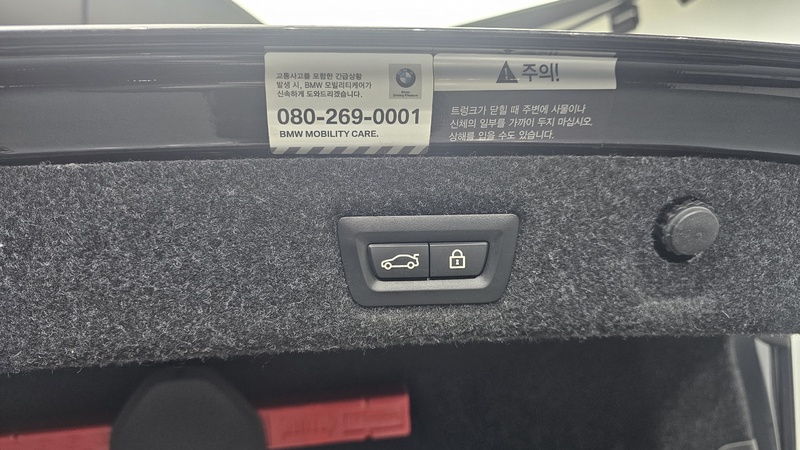 교통사고를 포함한 긴급상황
발생 시, BMW 모빌리티케어가
신속하게 도와드리겠습니다.
080-269-0001
BMW MOBILITY CARE.
주의!
트렁크가 닫힐 때 주변에 사물이나
신체의 일부를 가까이 두지 마십시오.
상해를 입을 수도 있습니다.